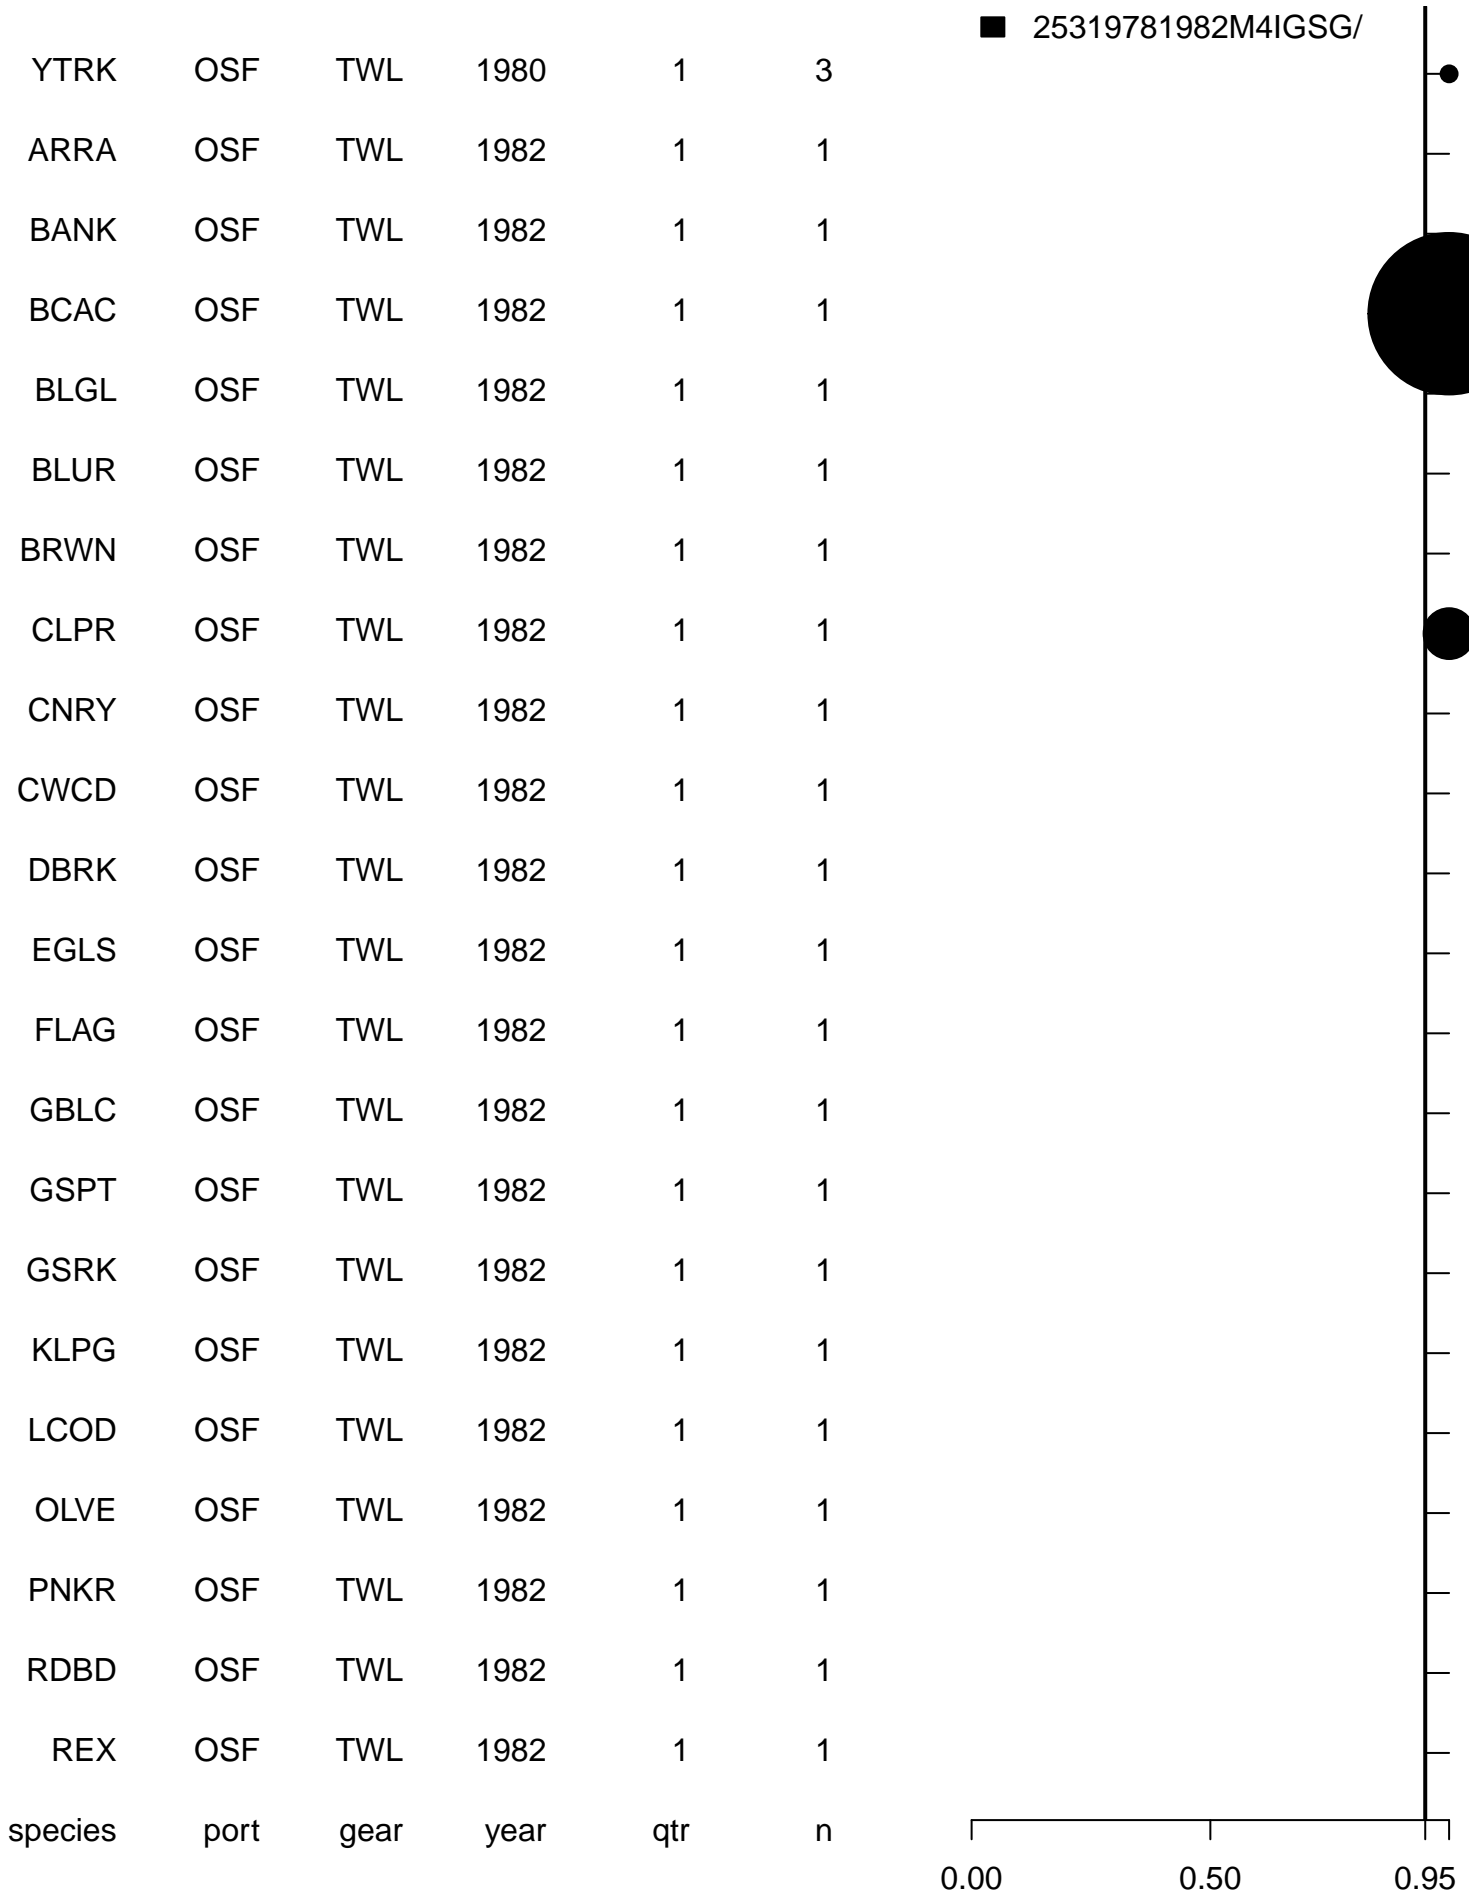 25319781982M4IGSG/
YTRK OSF TWL 1980 1 3
ARRA OSF TWL 1982 1 1
BANK OSF TWL 1982 1 1
BCAC OSF TWL 1982 1 1
BLGL OSF TWL 1982 1 1
BLUR OSF TWL 1982 1 1
BRWN OSF TWL 1982 1 1
CLPR OSF TWL 1982 1 1
CNRY OSF TWL 1982 1 1
CWCD OSF TWL 1982 1 1
DBRK OSF TWL 1982 1 1
EGLS OSF TWL 1982 1 1
FLAG OSF TWL 1982 1 1
GBLC OSF TWL 1982 1 1
GSPT OSF TWL 1982 1 1
GSRK OSF TWL 1982 1 1
KLPG OSF TWL 1982 1 1
LCOD OSF TWL 1982 1 1
OLVE OSF TWL 1982 1 1
PNKR OSF TWL 1982 1 1
RDBD OSF TWL 1982 1 1
REX OSF TWL 1982 1 1
species port gear year qtr n
0.00 0.50 0.95